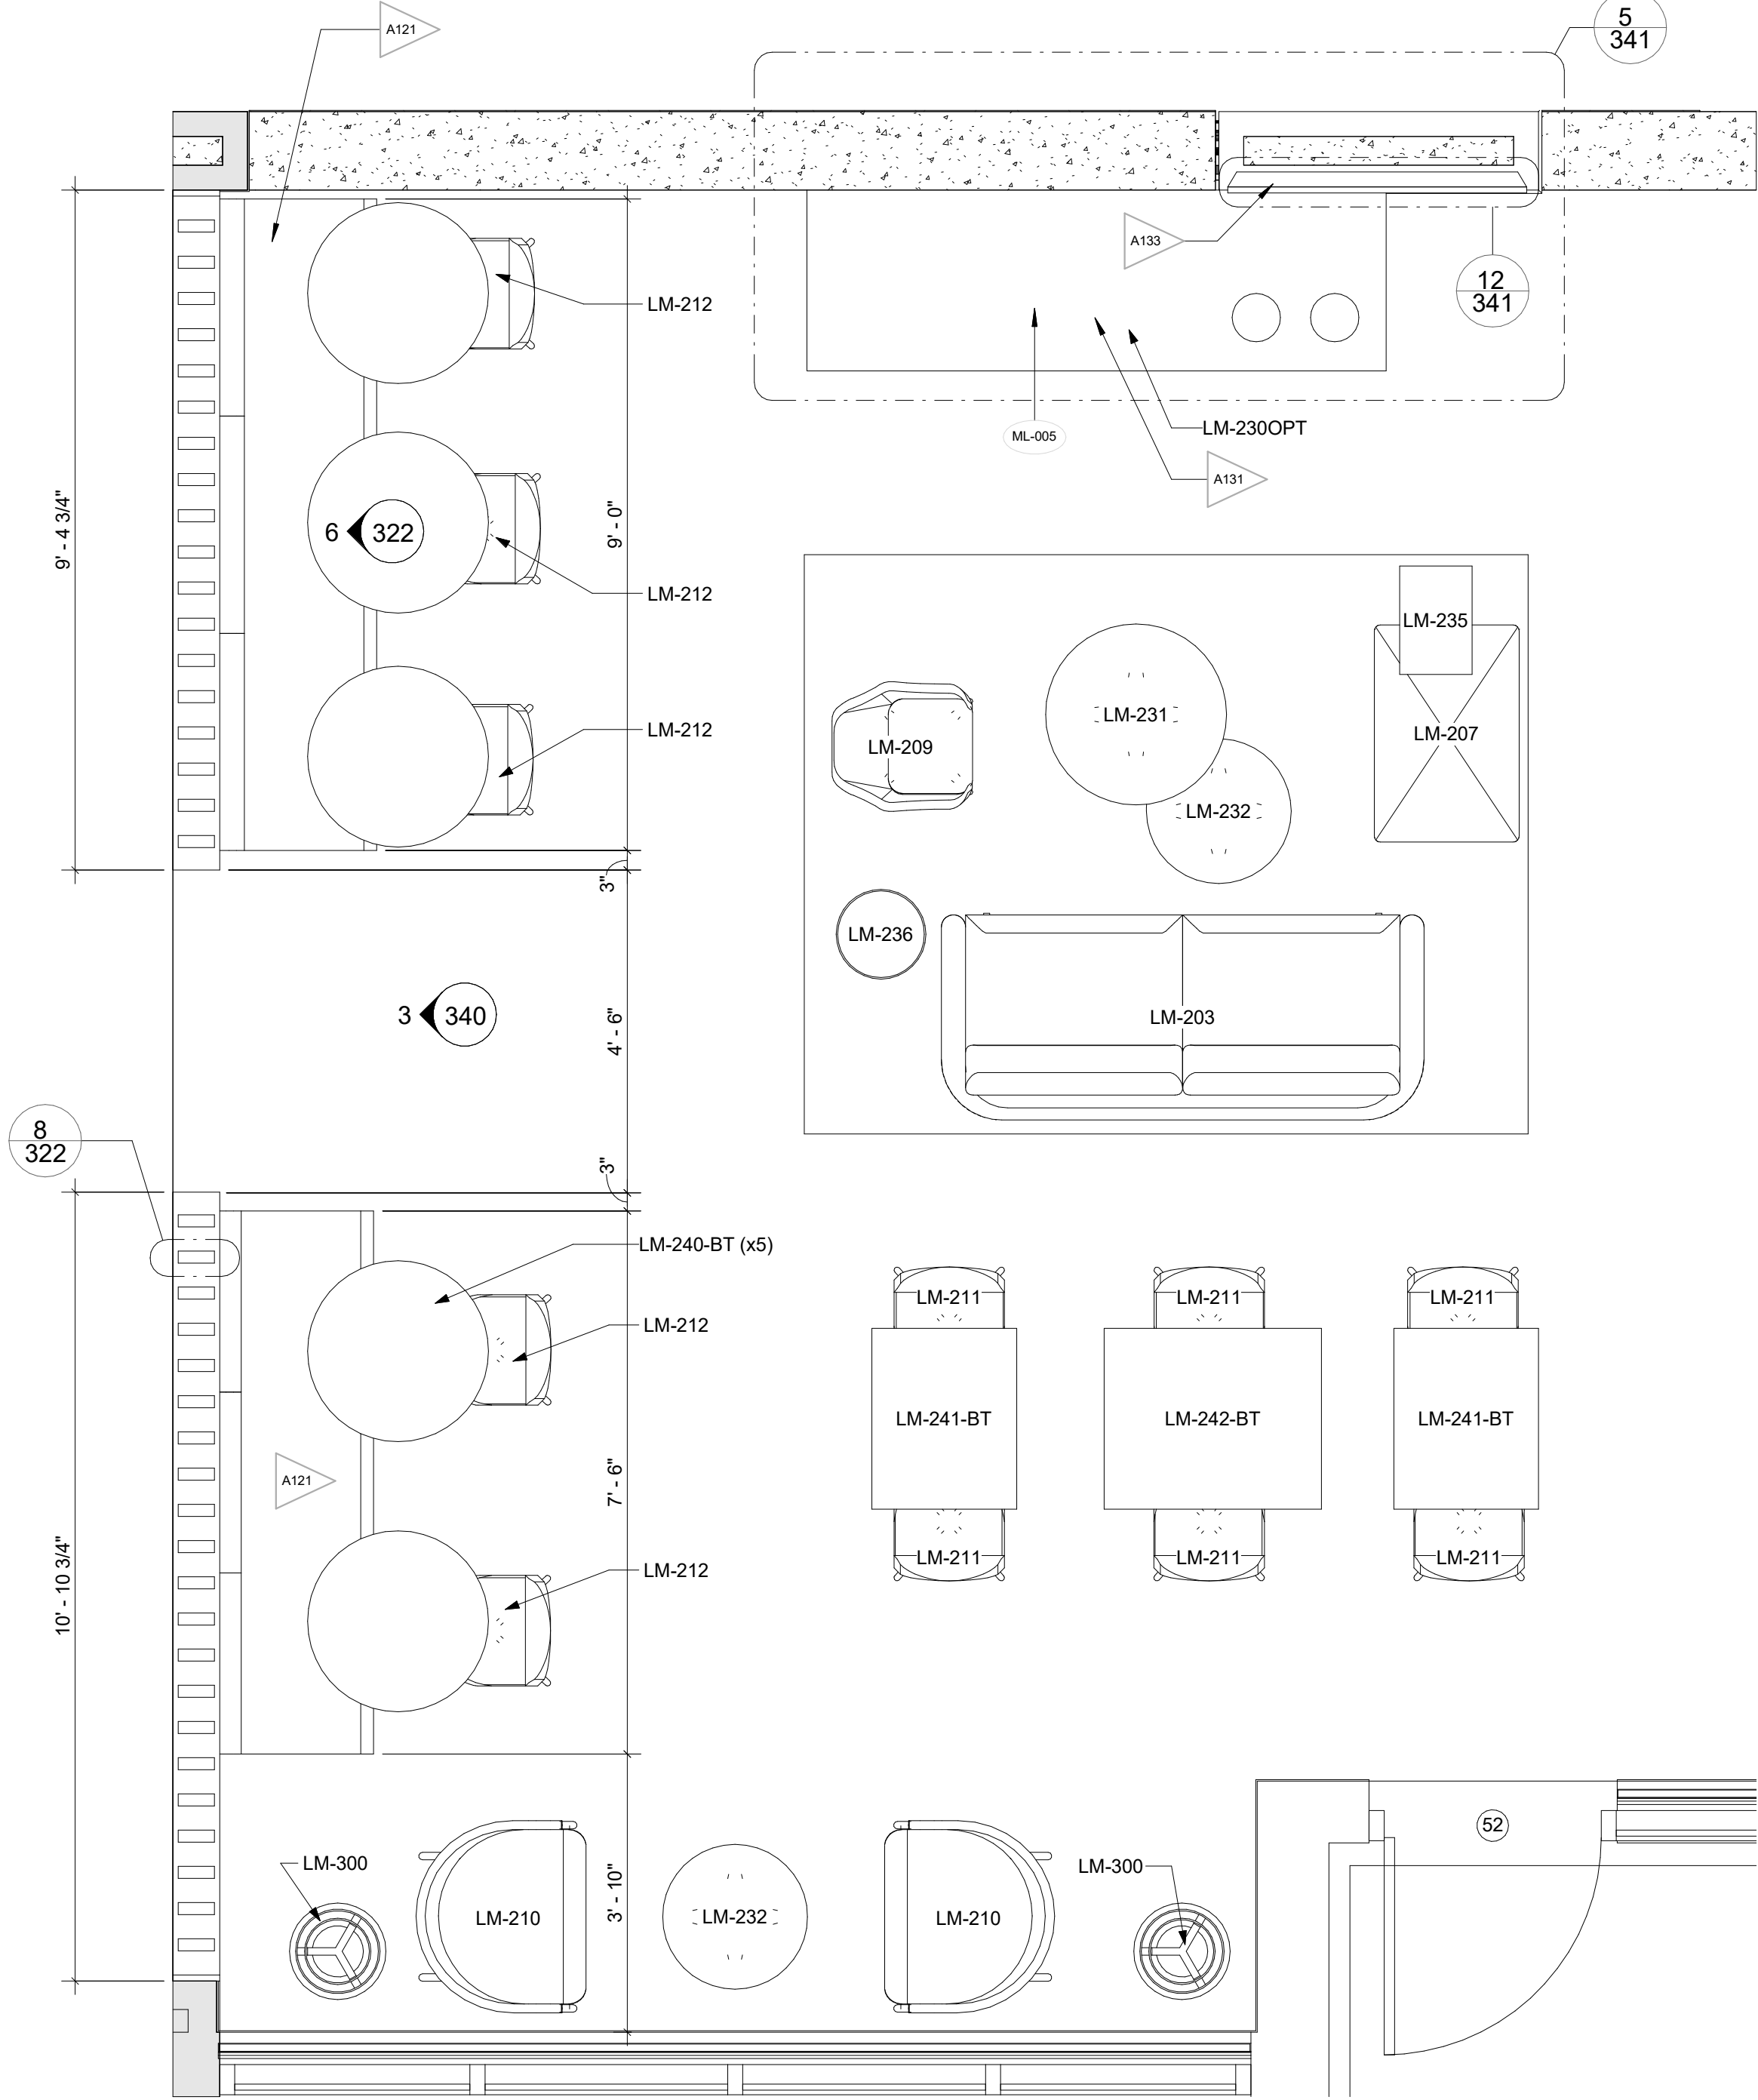 A121
5
341
A133
12
341
LM-212
ML-005
LM-230OPT
A131
9' - 4 3/4"
9' - 0"
6
322
LM-212
LM-235
LM-231
LM-209
LM-207
LM-212
LM-232
3"
LM-236
3
340
4' - 6"
LM-203
8
322
3"
LM-240-BT (x5)
LM-211
LM-211
LM-211
LM-212
LM-241-BT
LM-242-BT
LM-241-BT
A121
7' - 6"
10' - 10 3/4"
LM-212
LM-211
LM-211
LM-211
52
LM-300
LM-300
3' - 10"
LM-210
LM-232
LM-210